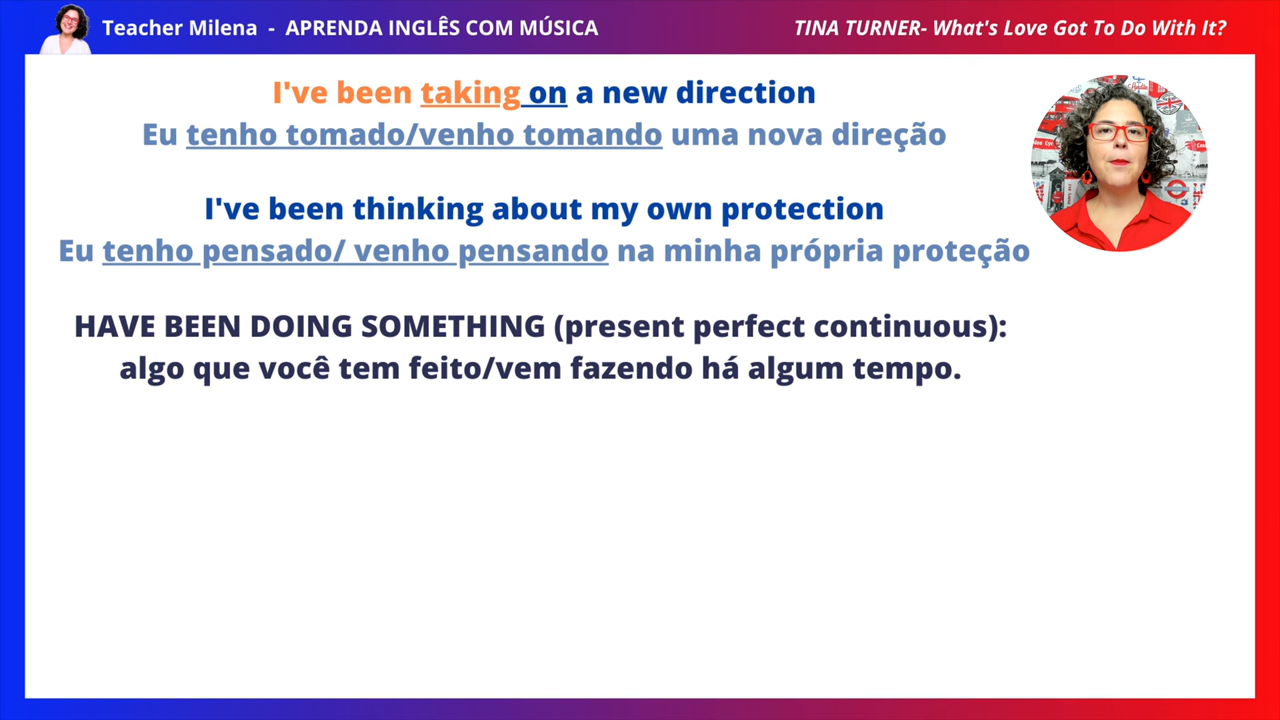 Teacher Milena - APRENDA INGLÊS COM MÚSICA
TINA TURNER- What's Love Got To Do With It?
I've been taking on a new direction
Eu tenho tomado/venho tomando uma nova direção
I've been thinking about my own protection
Eu tenho pensado/ venho pensando na minha própria proteção
HAVE BEEN DOING SOMETHING (present perfect continuous):
algo que você tem feito/vem fazendo há algum tempo.